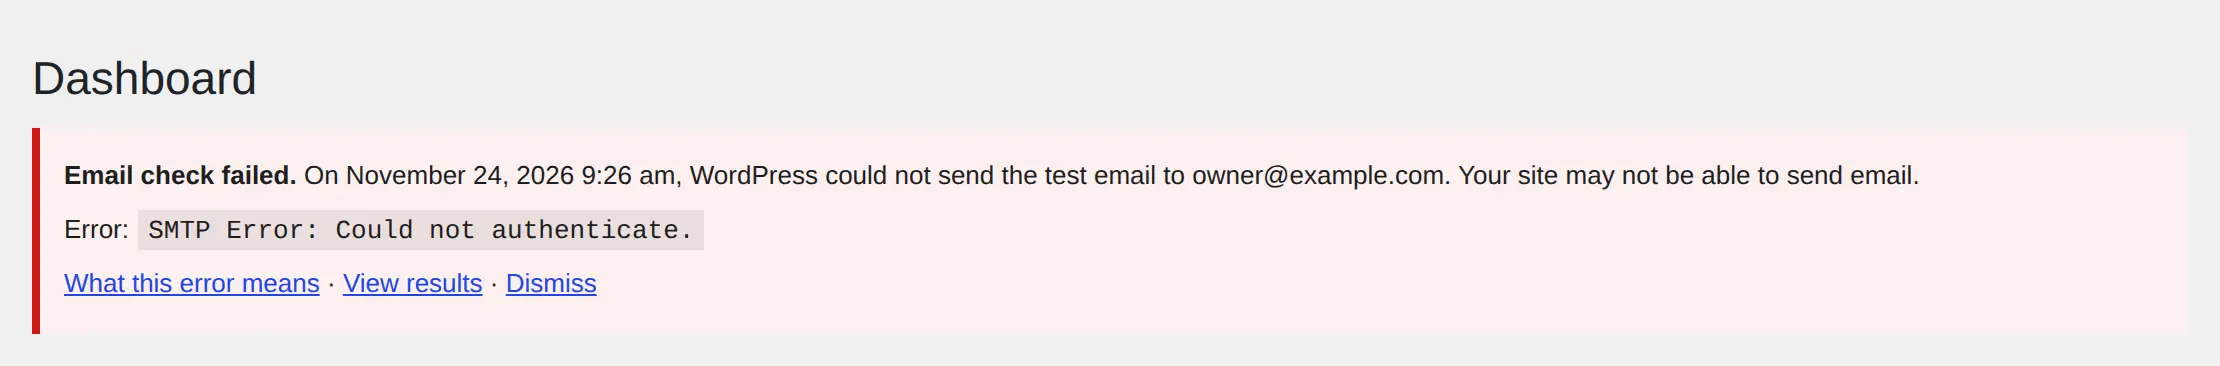 Dashboard
Email check failed. On November 24, 2026 9:26 am, WordPress could not send the test email to owner@example.com. Your site may not be able to send email.
Error: SMTP Error: Could not authenticate.
What this error means · View results · Dismiss